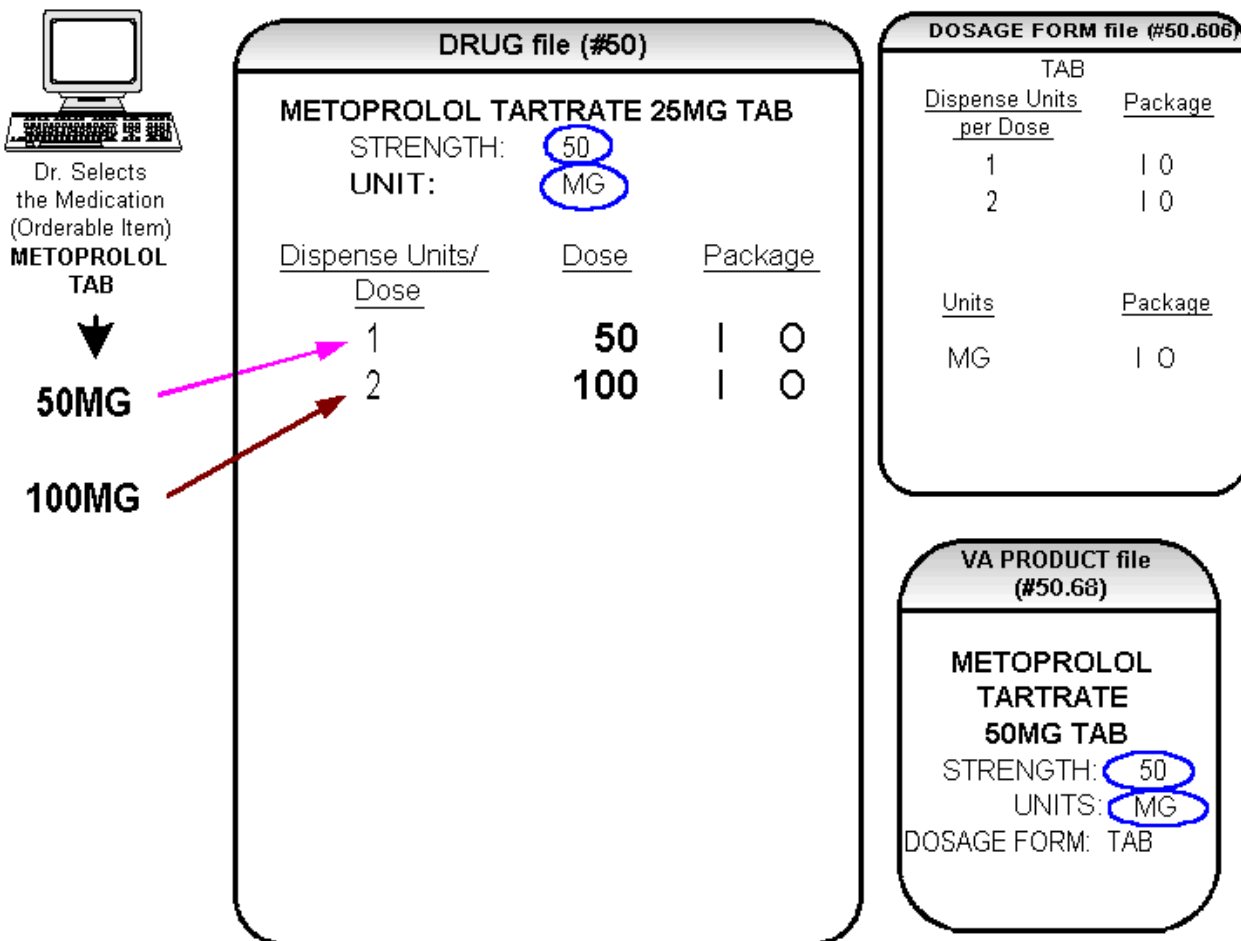 Dr. Selects
the Medication
(Orderable Item)
METOPROLOL
TAB
50MG
100MG
DRUG file (#50)
METOPROLOL TARTRATE 25MG TAB
STRENGTH: 50
UNIT: MG
Dispense Units/ Dose Package
Dose
1 50 I O
2 100 I O
DOSAGE FORM file (#50.606)
TAB
Dispense Units Package
per Dose
1 I O
2 I O
Units Package
MG I O
VA PRODUCT file
(#50.68)
METOPROLOL
TARTRATE
50MG TAB
STRENGTH: 50
UNITS: MG
DOSAGE FORM: TAB